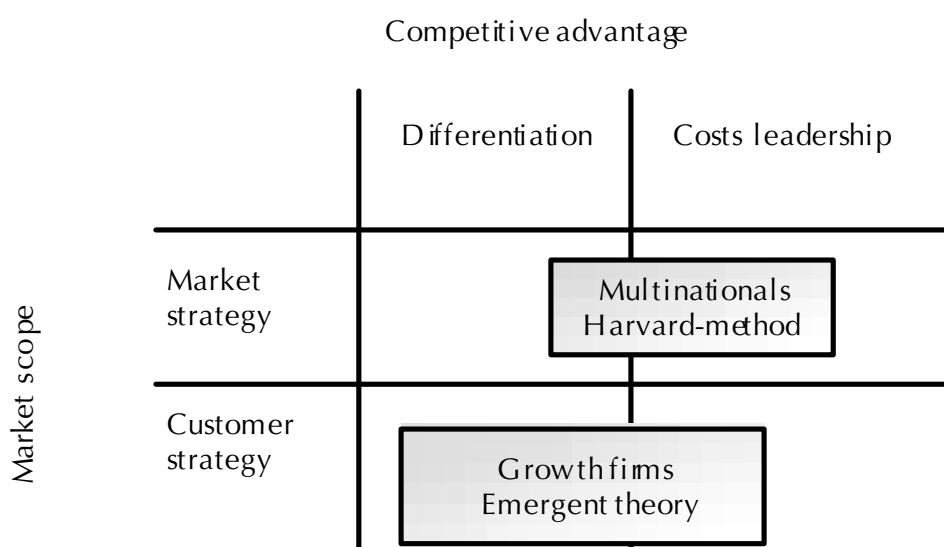 Competitive advantage
Differentiation
Costs leadership
Market scope
Market
strategy
Multinationals
Harvard-method
Customer
strategy
Growth firms
Emergent theory